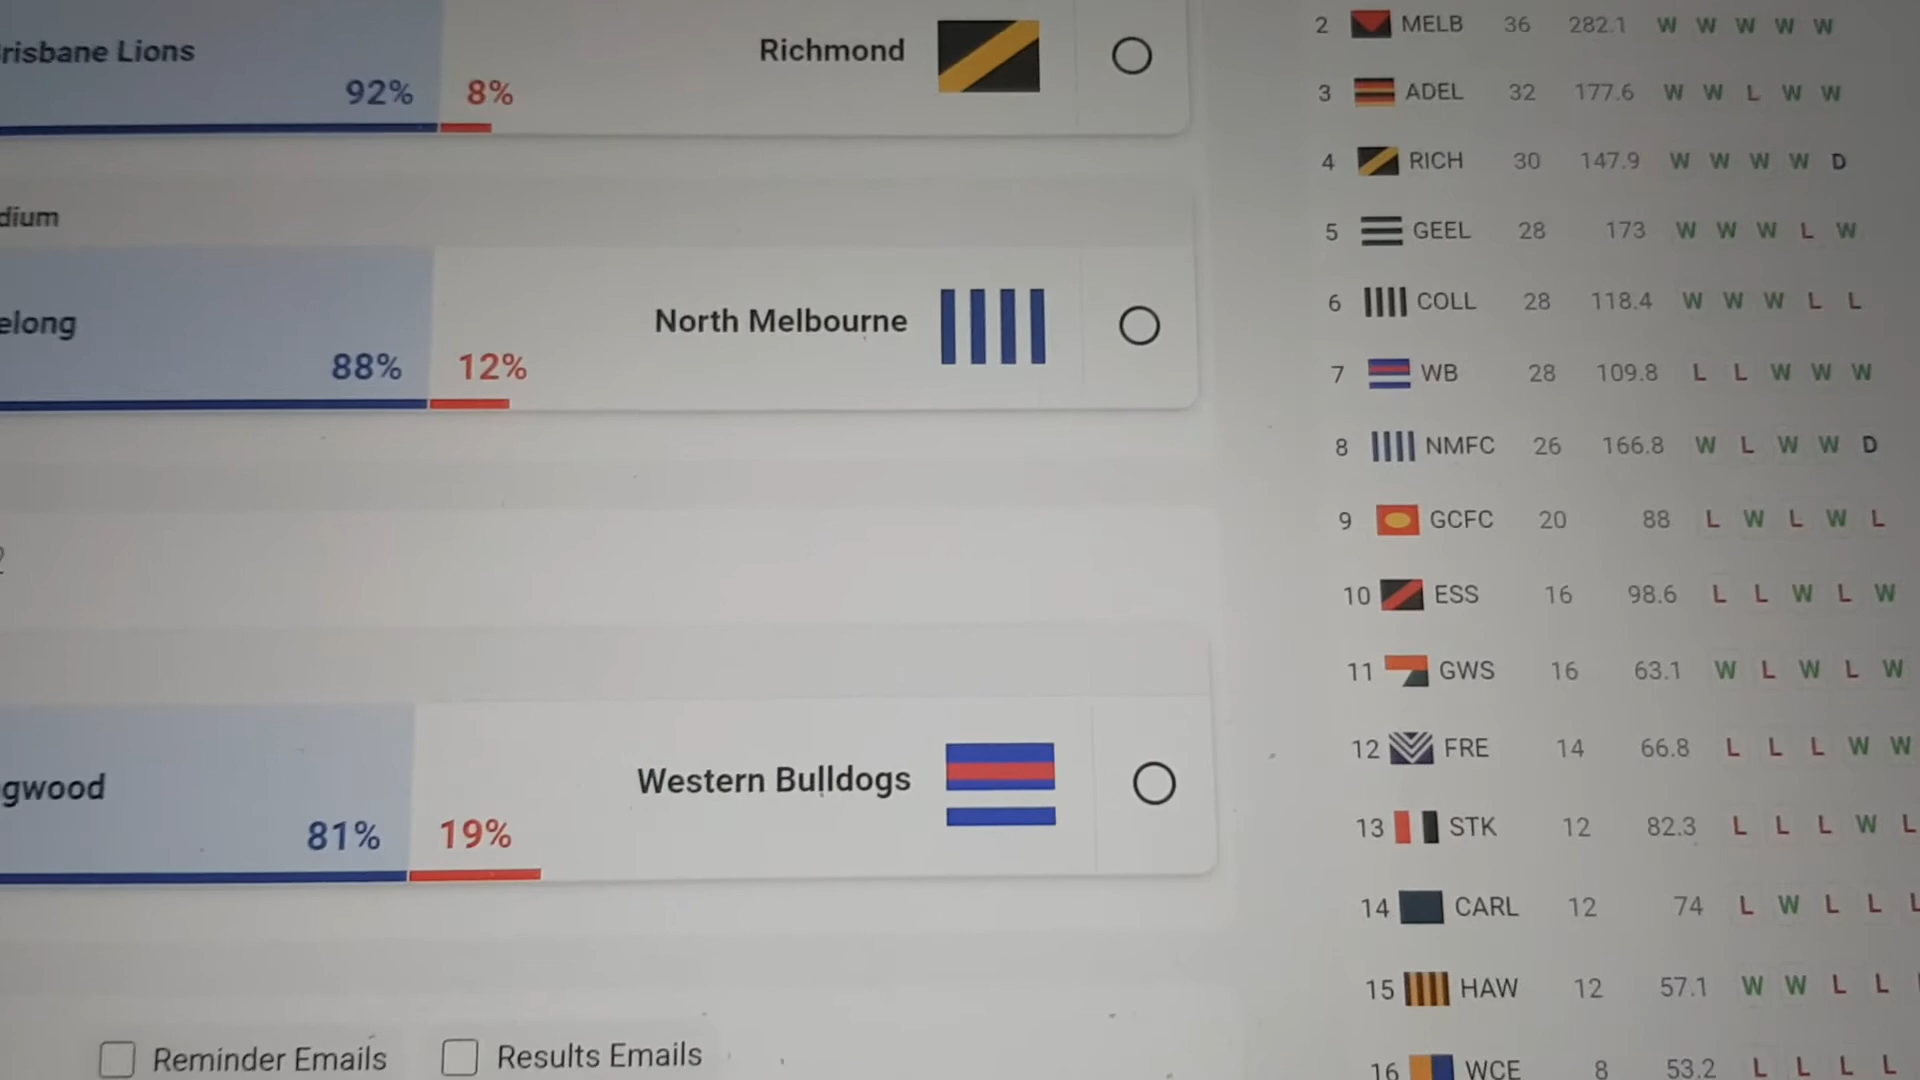 risbane Lions
92%
8%
Richmond
dium
elong
88%
12%
North Melbourne
gwood
81%
19%
Western Bulldogs
Reminder Emails
Results Emails
2 MELB 36 282.1 W W W W W
3 ADEL 32 177.6 W W L W W
4 RICH 30 147.9 W W W W D
5 GEEL 28 173 W W W L W
6 COLL 28 118.4 W W W L L
7 WB 28 109.8 L L W W W
8 NMFC 26 166.8 W L W W D
9 GCFC 20 88 L W L W L
10 ESS 16 98.6 L L W L W
11 GWS 16 63.1 W L W L W
12 FRE 14 66.8 L L L W W
13 STK 12 82.3 L L L W L
14 CARL 12 74 L W L L L
15 HAW 12 57.1 W W L L
16 WCE 8 53.2 L L L L